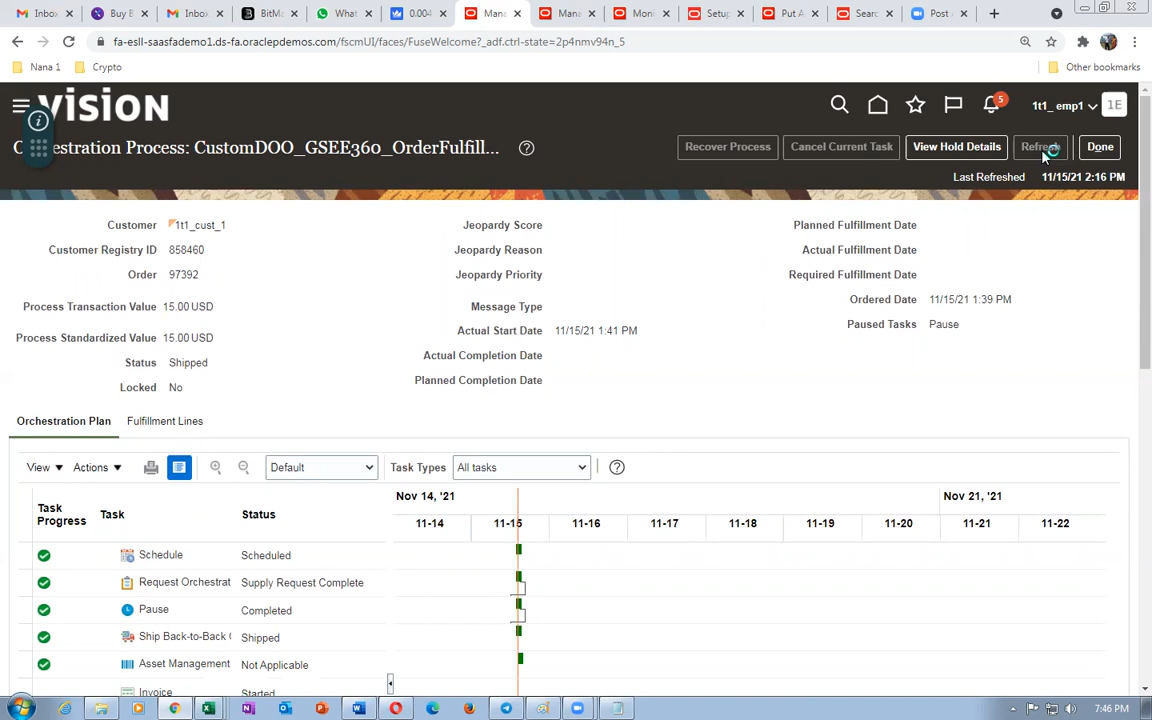 Inbox
Buy B
Inbox
BitMa
What
0.004
Mana
Mana
Moni
Setup
Put A
Searc
Post A
fa-esll-saasfademo1.ds-fa.oraclepdemos.com/fscmUI/faces/FuseWelcome?_adf.ctrl-state=2p4nmv94n_5
Nana 1
Crypto
Other bookmarks
vision
5
1t1_ emp1
1E
Orchestration Process: CustomDOO_GSEE360_OrderFulfill...
Recover Process
Cancel Current Task
View Hold Details
Refresh
Done
Last Refreshed 11/15/21 2:16 PM
Customer 1t1_cust_1
Customer Registry ID 858460
Order 97392
Process Transaction Value 15.00 USD
Process Standardized Value 15.00 USD
Status Shipped
Locked No
Jeopardy Score
Jeopardy Reason
Jeopardy Priority
Message Type
Actual Start Date 11/15/21 1:41 PM
Actual Completion Date
Planned Completion Date
Planned Fulfillment Date
Actual Fulfillment Date
Required Fulfillment Date
Ordered Date 11/15/21 1:39 PM
Paused Tasks Pause
Orchestration Plan
Fulfillment Lines
View
Actions
Default
Task Types
All tasks
Task Progress
Task
Status
Nov 14, '21
Nov 21, '21
11-14 11-15 11-16 11-17 11-18 11-19 11-20 11-21 11-22
Schedule Scheduled
Request Orchestrat Supply Request Complete
Pause Completed
Ship Back-to-Back ( Shipped
Asset Management Not Applicable
Invoice Started
7:46 PM